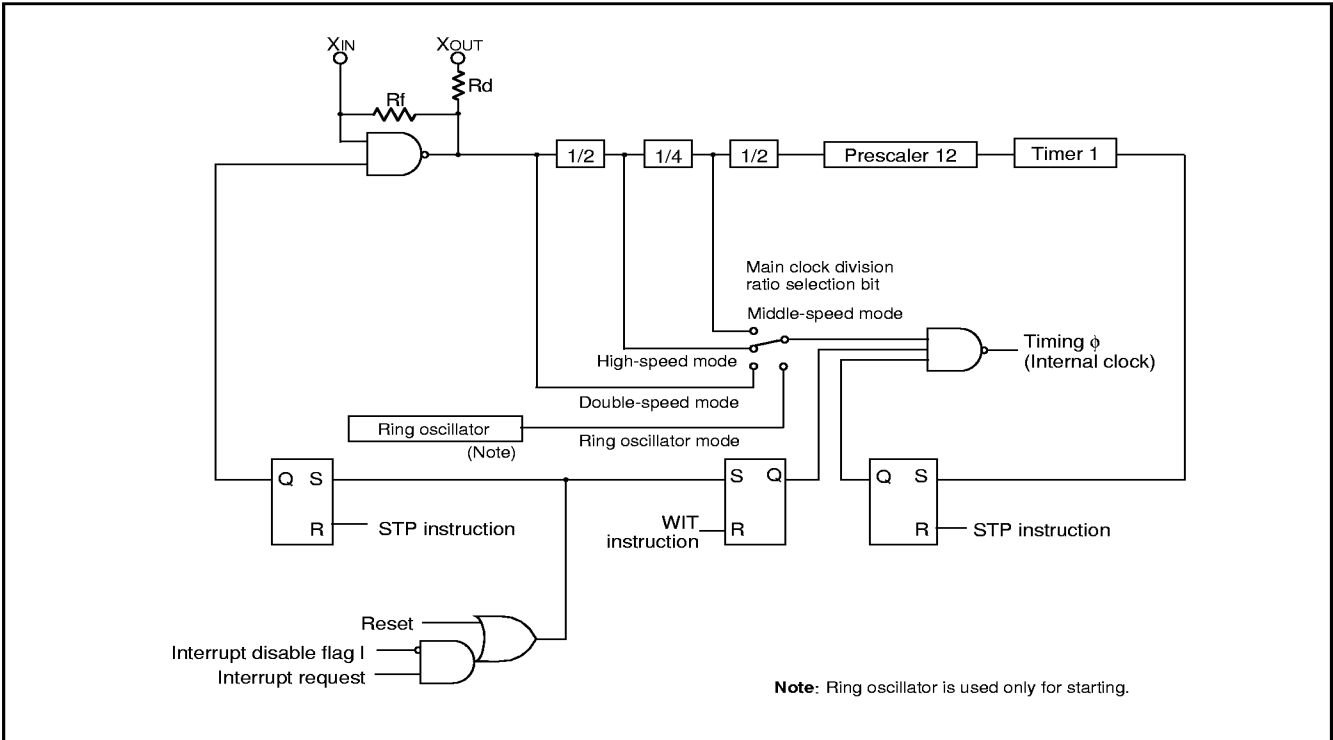 XIN
XOUT
Rd
Rf
1/2
1/4
1/2
Prescaler 12
Timer 1
Main clock division
ratio selection bit
Middle-speed mode
High-speed mode
Timing ϕ
(Internal clock)
Double-speed mode
Ring oscillator
(Note)
Ring oscillator mode
Q S
R
STP instruction
S Q
R
WIT
instruction
Q S
R
STP instruction
Reset
Interrupt disable flag I
Interrupt request
Note: Ring oscillator is used only for starting.